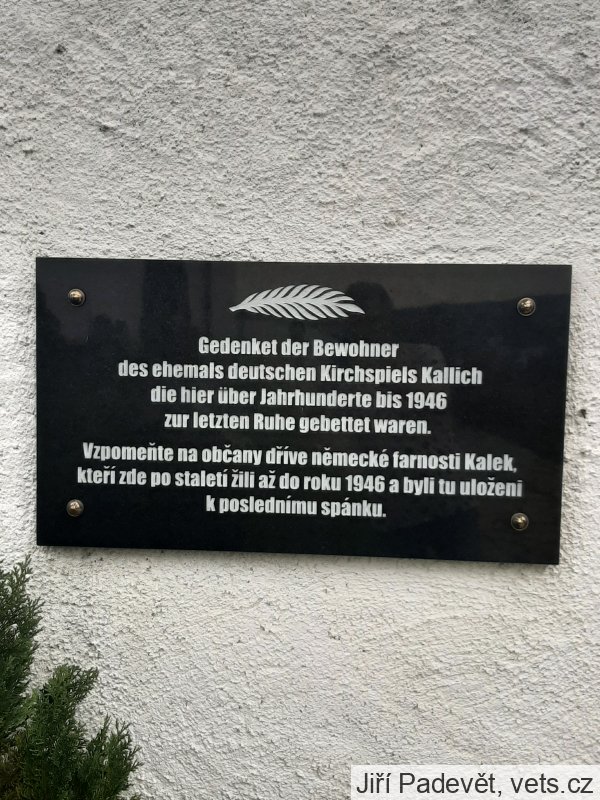 Gedenket der Bewohner
des ehemals deutschen Kirchspiels Kallich
die hier über Jahrhunderte bis 1946
zur letzten Ruhe gebettet waren.
Vzpomeňte na občany dříve německé farnosti Kalek,
kteří zde po staletí žili až do roku 1946 a byli tu uloženi
k poslednímu spánku.
Jiří Padevět, vets.cz